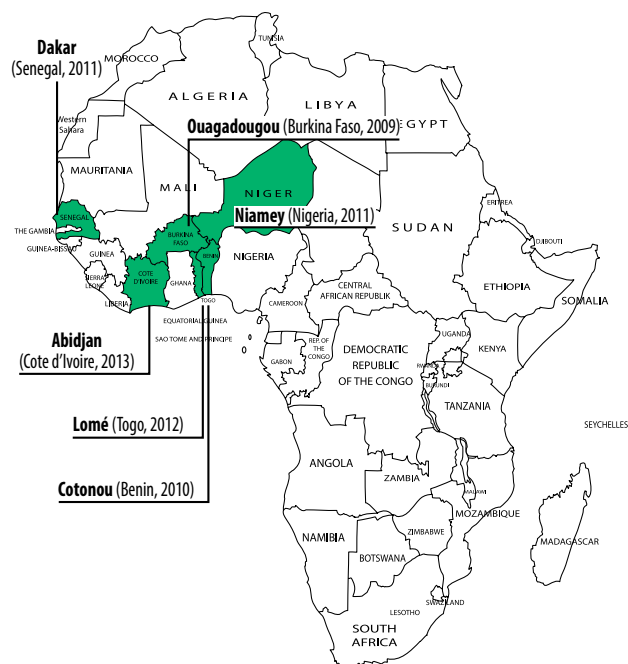 TUNISIA
Dakar
(Senegal, 2011)
MOROCCO
ALGERIA
LIBYA
EGYPT
Western
Sahara
Ouagadougou (Burkina Faso, 2009)
MAURITANIA
MALI
NIGER
SENEGAL
Niamey (Nigeria, 2011)
ERITREA
THE GAMBIA
BURKINA
FASO
SUDAN
GUINEA-BISSAU
GUINEA
BENIN
NIGERIA
DJIBOUTI
COTE
D'IVOIRE
SIERRA
LEONE
GHANA
CENTRAL
AFRICAN REPUBLIK
ETHIOPIA
SOMALIA
LIBERIA
TOGO
CAMEROON
EQUATORIAL GUINEA
SAO TOME AND PRINCIPE
Abidjan
(Cote d'Ivoire, 2013)
GABON
REP. OF
THE
CONGO
DEMOCRATIC
REPUBLIC
OF THE CONGO
UGANDA
KENYA
RWANDA
BURUNDI
TANZANIA
Lomé (Togo, 2012)
SEYCHELLES
Cotonou (Benin, 2010)
ANGOLA
ZAMBIA
MALAWI
MOZAMBIQUE
NAMIBIA
ZIMBABWE
MADAGASCAR
BOTSWANA
SWAZILAND
LESOTHO
SOUTH
AFRICA